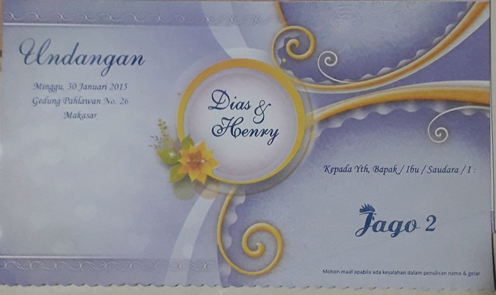 Undangan
Minggu, 30 Januari 2015
Gedung Pahlawan No. 26
Makasar
Dias &
Henry
Kepada Yth, Bapak / Ibu / Saudara / I :
Jago 2
Mohon maaf apabila ada kesalahan dalam penulisan nama & gelar